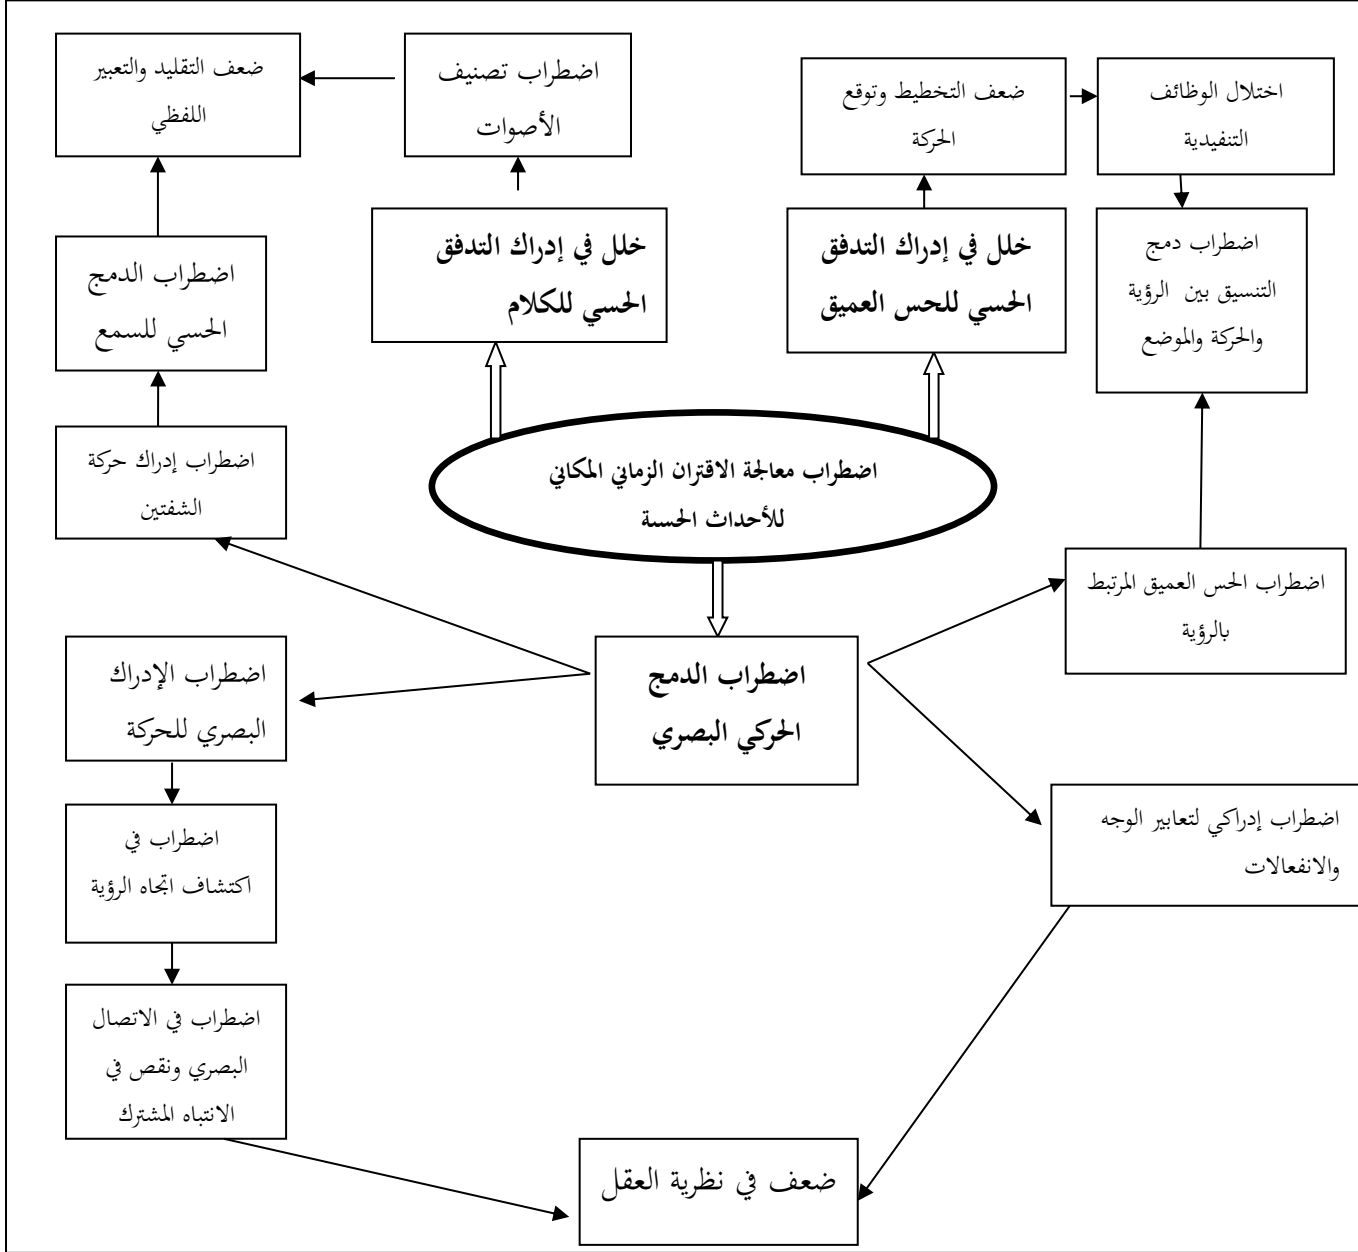 ضعف التقليد والتعبير
اللفظي
اضطراب تصنيف
الأصوات
ضعف التخطيط وتوقع
الحركة
اختلال الوظائف
التنفيدية
خلل في إدراك التدفق
الحسي للكلام
خلل في إدراك التدفق
الحسي للحس العميق
اضطراب دمج
التنسيق بين الرؤية
والحركة والموضع
اضطراب الدمج
الحسي للسمع
اضطراب إدراك حركة
الشفتين
اضطراب معالجة الاقتران الزماني المكاني
للأحداث الحسية
اضطراب الحس العميق المرتبط
بالرؤية
اضطراب الدمج
الحركي البصري
اضطراب الإدراك
البصري للحركة
اضطراب إدراكي لتعابير الوجه
والانفعالات
اضطراب في
اكتشاف اتجاه الرؤية
اضطراب في الاتصال
البصري ونقص في
الانتباه المشترك
ضعف في نظرية العقل